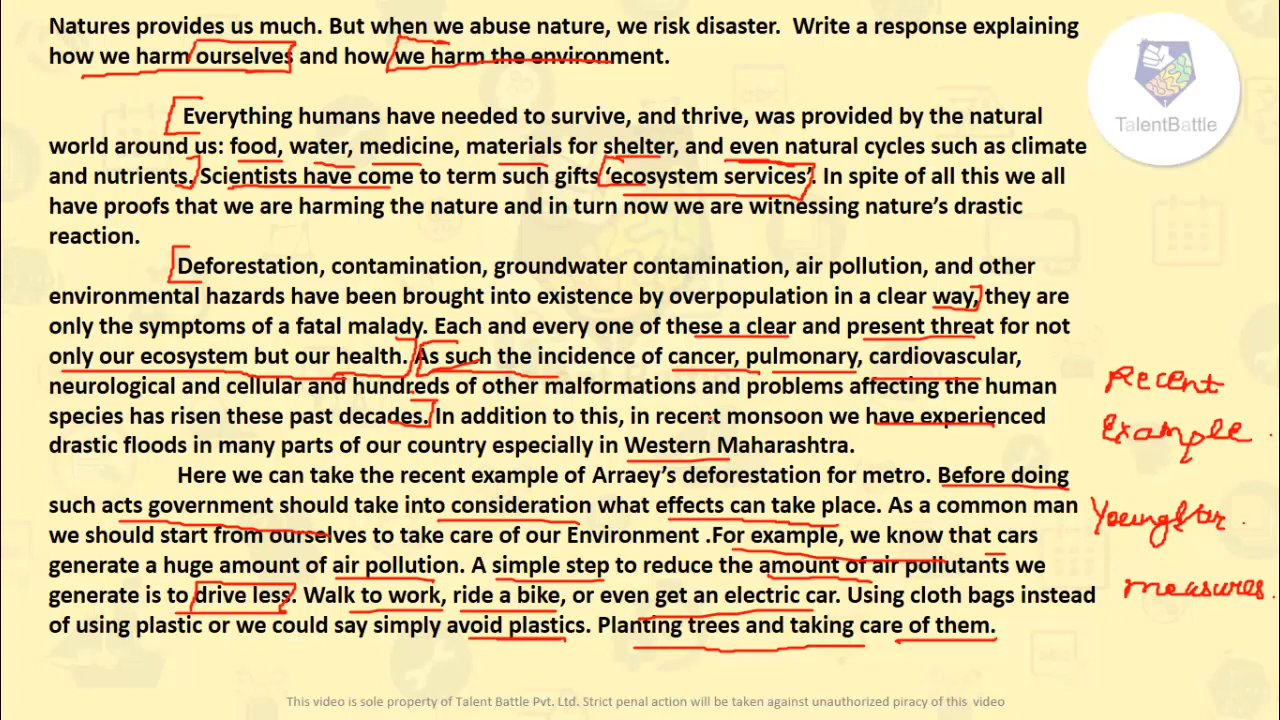 Natures provides us much. But when we abuse nature, we risk disaster. Write a response explaining
how we harm ourselves and how we harm the environment.
TalentBattle
Everything humans have needed to survive, and thrive, was provided by the natural
world around us: food, water, medicine, materials for shelter, and even natural cycles such as climate
and nutrients. Scientists have come to term such gifts ‘ecosystem services’. In spite of all this we all
have proofs that we are harming the nature and in turn now we are witnessing nature’s drastic
reaction.
Deforestation, contamination, groundwater contamination, air pollution, and other
environmental hazards have been brought into existence by overpopulation in a clear way, they are
only the symptoms of a fatal malady. Each and every one of these a clear and present threat for not
only our ecosystem but our health. As such the incidence of cancer, pulmonary, cardiovascular,
neurological and cellular and hundreds of other malformations and problems affecting the human
species has risen these past decades. In addition to this, in recent monsoon we have experienced
drastic floods in many parts of our country especially in Western Maharashtra.
Here we can take the recent example of Arraey’s deforestation for metro. Before doing
such acts government should take into consideration what effects can take place. As a common man
we should start from ourselves to take care of our Environment .For example, we know that cars
generate a huge amount of air pollution. A simple step to reduce the amount of air pollutants we
generate is to drive less. Walk to work, ride a bike, or even get an electric car. Using cloth bags instead
of using plastic or we could say simply avoid plastics. Planting trees and taking care of them.
Recent
Example.
Youngstar.
measures.
This video is sole property of Talent Battle Pvt. Ltd. Strict penal action will be taken against unauthorized piracy of this video